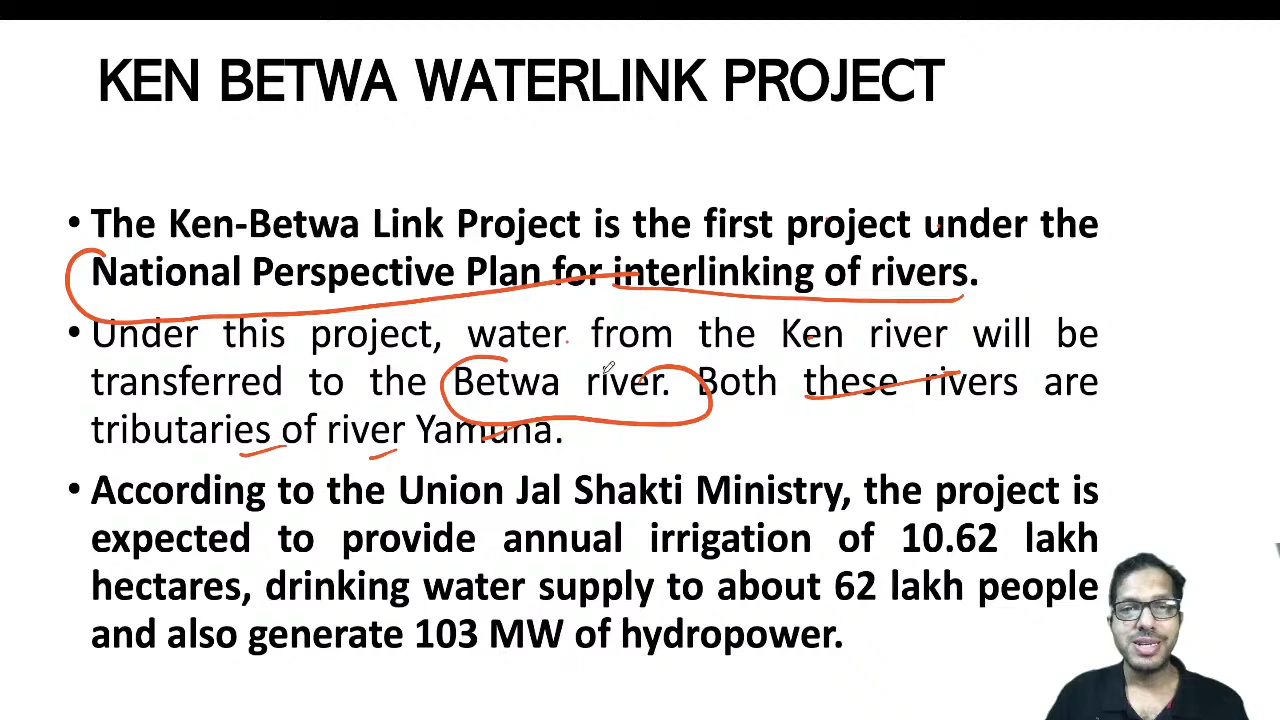 KEN BETWA WATERLINK PROJECT
• The Ken-Betwa Link Project is the first project under the
National Perspective Plan for interlinking of rivers.
• Under this project, water from the Ken river will be
transferred to the Betwa river. Both these rivers are
tributaries of river Yamuna.
• According to the Union Jal Shakti Ministry, the project is
expected to provide annual irrigation of 10.62 lakh
hectares, drinking water supply to about 62 lakh people
and also generate 103 MW of hydropower.